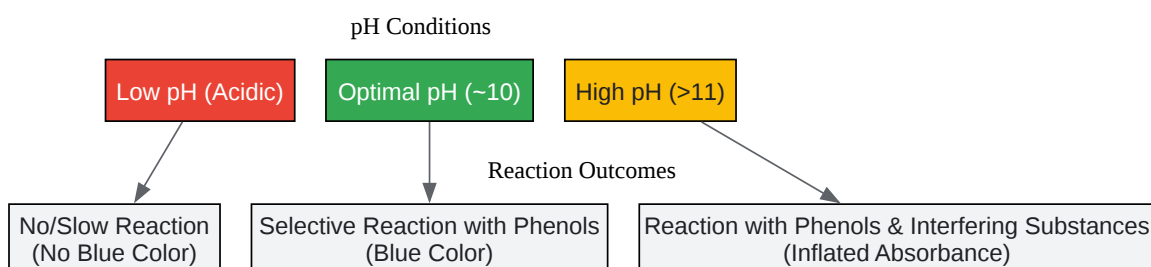 pH Conditions
Low pH (Acidic)
Optimal pH (~10)
High pH (>11)
Reaction Outcomes
No/Slow Reaction
(No Blue Color)
Selective Reaction with Phenols
(Blue Color)
Reaction with Phenols & Interfering Substances
(Inflated Absorbance)